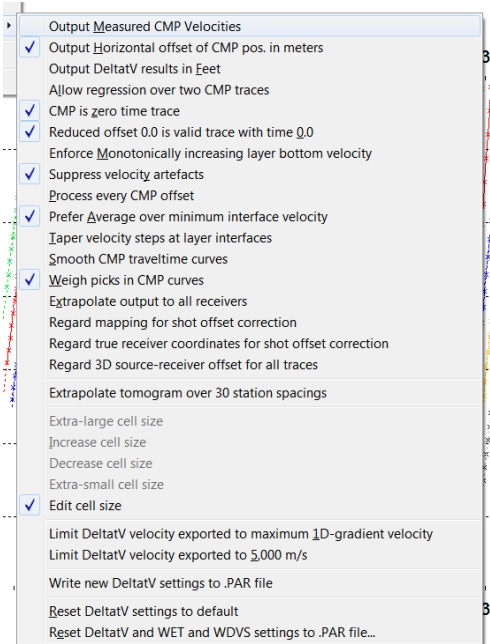 Output Measured CMP Velocities
Output Horizontal offset of CMP pos. in meters
Output DeltatV results in Feet
Allow regression over two CMP traces
CMP is zero time trace
Reduced offset 0.0 is valid trace with time 0.0
Enforce Monotonically increasing layer bottom velocity
Suppress velocity artefacts
Process every CMP offset
Prefer Average over minimum interface velocity
Taper velocity steps at layer interfaces
Smooth CMP traveltime curves
Weigh picks in CMP curves
Extrapolate output to all receivers
Regard mapping for shot offset correction
Regard true receiver coordinates for shot offset correction
Regard 3D source-receiver offset for all traces
Extrapolate tomogram over 30 station spacings
Extra-large cell size
Increase cell size
Decrease cell size
Extra-small cell size
Edit cell size
Limit DeltatV velocity exported to maximum 1D-gradient velocity
Limit DeltatV velocity exported to 5,000 m/s
Write new DeltatV settings to .PAR file
Reset DeltatV settings to default
Reset DeltatV and WET and WDVS settings to .PAR file...